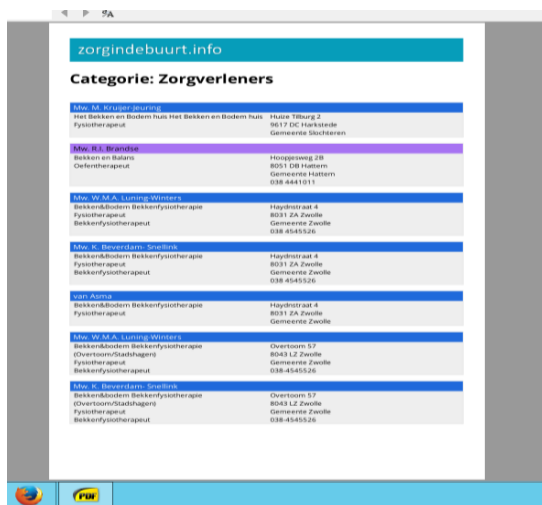 zorgindebuurt.info
Categorie: Zorgverleners
Mw. M. Kruijer-Jeuring
Het Bekken en Bodem huis Het Bekken en Bodem huis Huize Tilburg 2
Fysiotherapeut 9617 DC Harkstede
Gemeente Slochteren
Mw. R.I. Brandse
Bekken en Balans Hoopjesweg 2B
Oefentherapeut 8051 DB Hattem
Gemeente Hattem
038 4441011
Mw. W.M.A. Luning-Winters
Bekken&Bodem Bekkenfysiotherapie Haydnstraat 4
Fysiotherapeut 8031 ZA Zwolle
Bekkenfysiotherapeut Gemeente Zwolle
038 4545526
Mw. K. Beverdam- Snellink
Bekken&Bodem Bekkenfysiotherapie Haydnstraat 4
Fysiotherapeut 8031 ZA Zwolle
Bekkenfysiotherapeut Gemeente Zwolle
038 4545526
van Asma
Bekken&Bodem Bekkenfysiotherapie Haydnstraat 4
Fysiotherapeut 8031 ZA Zwolle
Gemeente Zwolle
Mw. W.M.A. Luning-Winters
Bekken&bodem Bekkenfysiotherapie Overtoom 57
(Overtoom/Stadshagen) 8043 LZ Zwolle
Fysiotherapeut Gemeente Zwolle
Bekkenfysiotherapeut 038-4545526
Mw. K. Beverdam- Snellink
Bekken&bodem Bekkenfysiotherapie Overtoom 57
(Overtoom/Stadshagen) 8043 LZ Zwolle
Fysiotherapeut Gemeente Zwolle
Bekkenfysiotherapeut 038-4545526
PDF